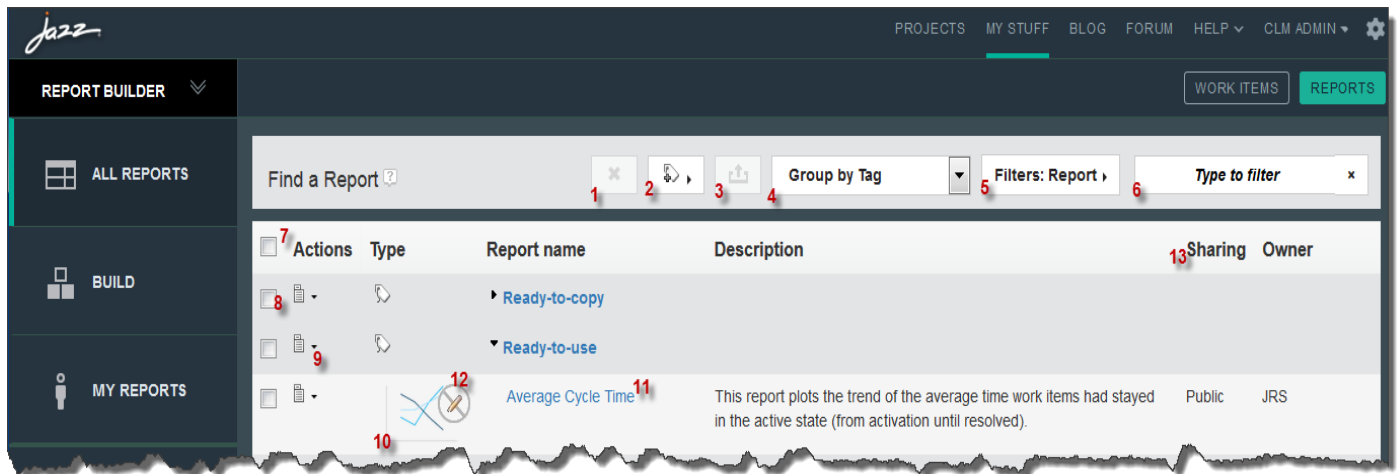 jazz
PROJECTS MY STUFF BLOG FORUM HELP CLM ADMIN
REPORT BUILDER
WORK ITEMS REPORTS
ALL REPORTS
Find a Report ?
1 2 3 4 Group by Tag 5 Filters: Report 6 Type to filter x
7 Actions Type Report name Description 13 Sharing Owner
BUILD
8 Ready-to-copy
9 Ready-to-use
MY REPORTS
12 Average Cycle Time 11 This report plots the trend of the average time work items had stayed Public JRS
in the active state (from activation until resolved).
10